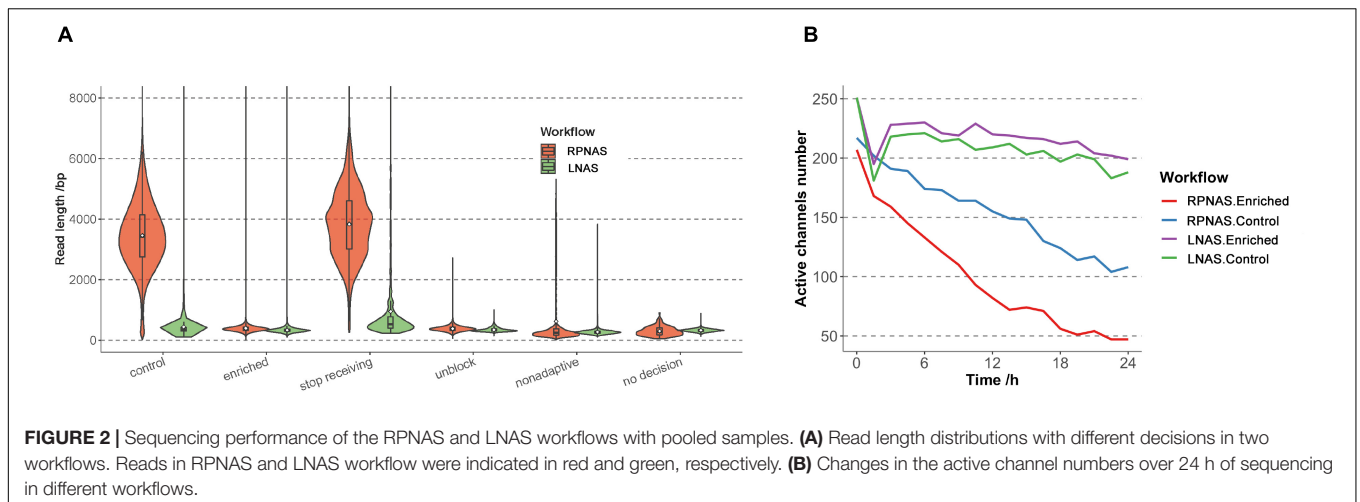 A
B
8000
6000
4000
2000
0
Read length /bp
Workflow
RPNAS
LNAS
control
enriched
stop receiving
unblock
nonadaptive
no decision
250
200
150
100
50
Active channels number
0
6
12
18
24
Time /h
Workflow
RPNAS.Enriched
RPNAS.Control
LNAS.Enriched
LNAS.Control
FIGURE 2 | Sequencing performance of the RPNAS and LNAS workflows with pooled samples. (A) Read length distributions with different decisions in two
workflows. Reads in RPNAS and LNAS workflow were indicated in red and green, respectively. (B) Changes in the active channel numbers over 24 h of sequencing
in different workflows.